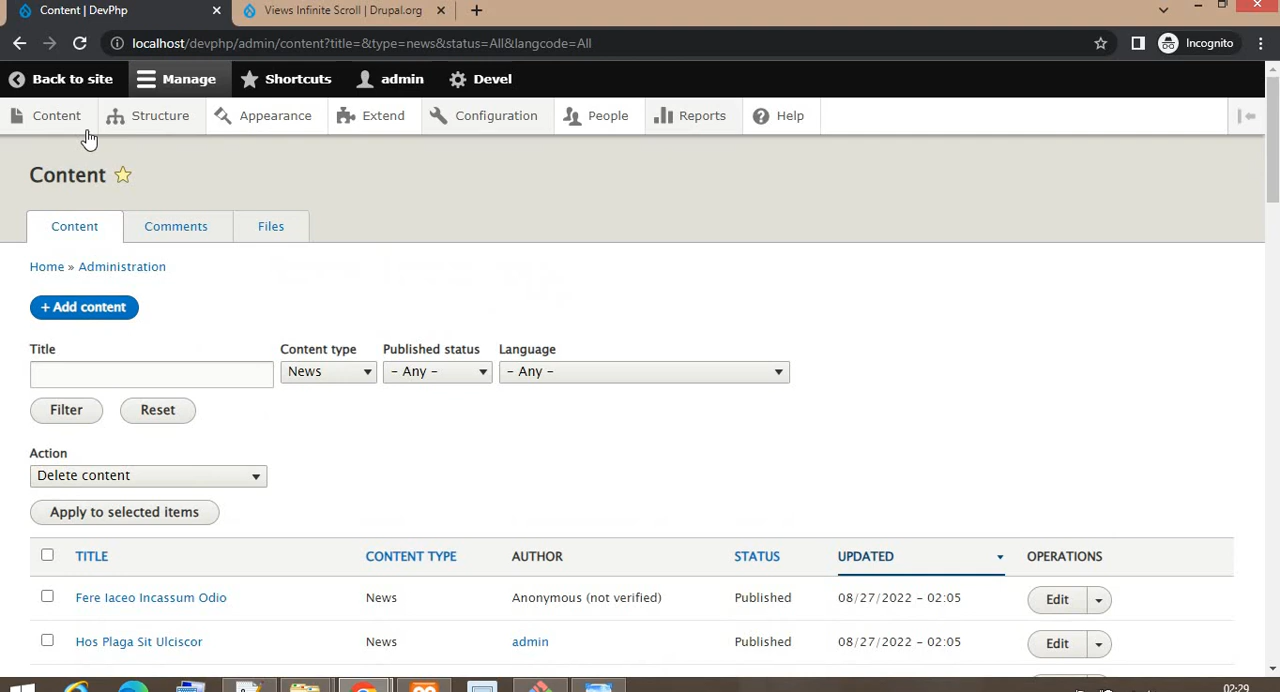 Content | DevPhp
Views Infinite Scroll | Drupal.org
localhost/devphp/admin/content?title=&type=news&status=All&langcode=All
Incognito
Back to site
Manage
Shortcuts
admin
Devel
Content
Structure
Appearance
Extend
Configuration
People
Reports
Help
Content
Content
Comments
Files
Home » Administration
+ Add content
Title
Content type
Published status
Language
News
- Any -
- Any -
Filter
Reset
Action
Delete content
Apply to selected items
TITLE CONTENT TYPE AUTHOR STATUS UPDATED OPERATIONS
Fere Iaceo Incassum Odio News Anonymous (not verified) Published 08/27/2022 - 02:05 Edit
Hos Plaga Sit Ulciscor News admin Published 08/27/2022 - 02:05 Edit
02:29